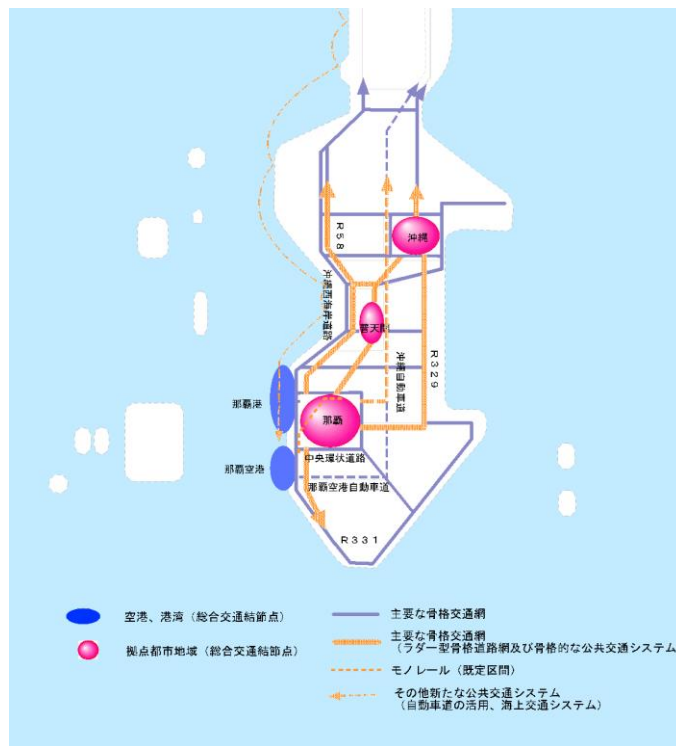 沖縄
R58
普天間
沖縄西海岸道路
R329
沖縄自動車道
那覇港
那覇
中央環状道路
那覇空港
那覇空港自動車道
R331
空港、港湾（総合交通結節点）
拠点都市地域（総合交通結節点）
主要な骨格交通網
主要な骨格交通網
（ラダー型骨格道路網及び骨格的な公共交通システム
モノレール（既定区間）
その他新たな公共交通システム
（自動車道の活用、海上交通システム）